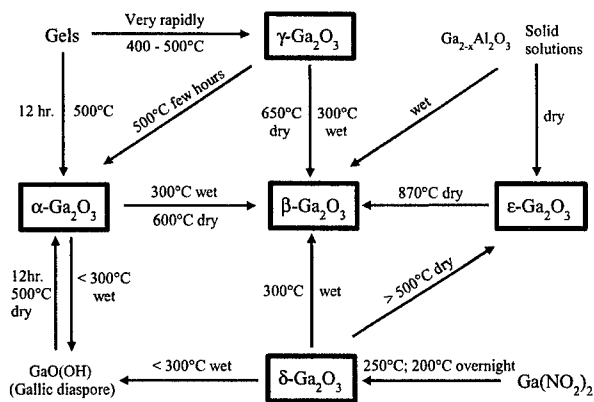 Gels
Very rapidly
400 - 500°C
γ-Ga₂O₃
Ga₂₋ₓAl₂O₃
Solid
solutions
12 hr.
500°C
500°C few hours
650°C
dry
300°C
wet
wet
dry
α-Ga₂O₃
300°C wet
600°C dry
β-Ga₂O₃
870°C dry
ε-Ga₂O₃
12hr.
500°C
dry
< 300°C
wet
300°C
wet
> 500°C dry
GaO(OH)
(Gallic diaspore)
< 300°C wet
δ-Ga₂O₃
250°C; 200°C overnight
Ga(NO₂)₂